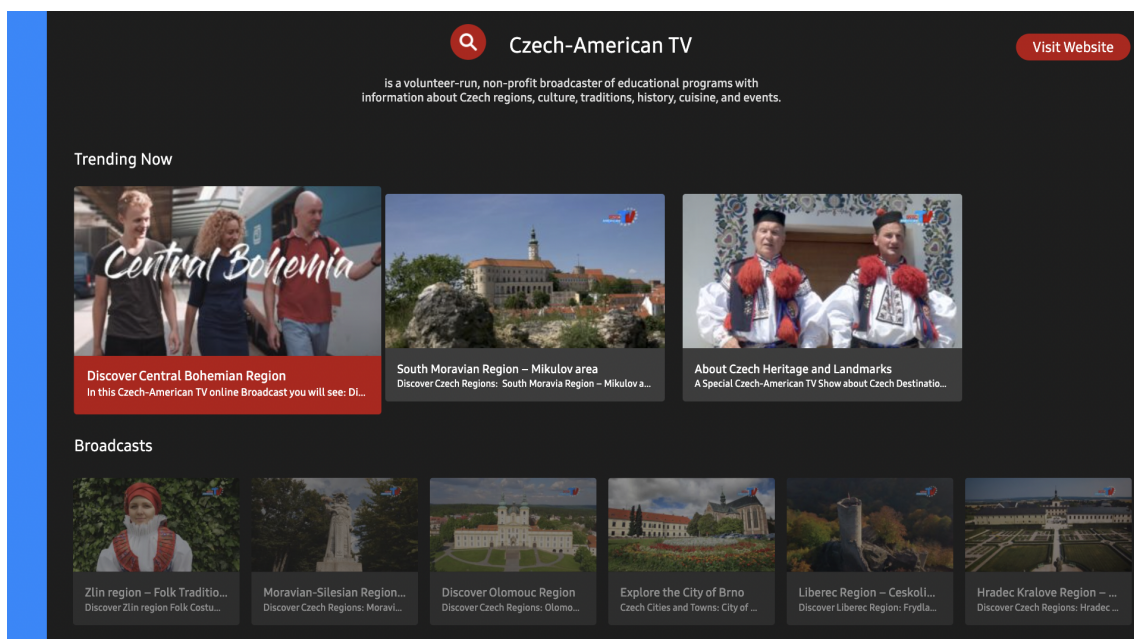 Czech-American TV
Visit Website
is a volunteer-run, non-profit broadcaster of educational programs with
information about Czech regions, culture, traditions, history, cuisine, and events.
Trending Now
Central Bohemia
Discover Central Bohemian Region
In this Czech-American TV online Broadcast you will see: Di...
South Moravian Region – Mikulov area
Discover Czech Regions: South Moravia Region – Mikulov a...
About Czech Heritage and Landmarks
A Special Czech-American TV Show about Czech Destinatio...
Broadcasts
Zlin region – Folk Traditio...
Discover Zlin region Folk Costu...
Moravian-Silesian Region...
Discover Czech Regions: Moravi...
Discover Olomouc Region
Discover Czech Regions: Olomo...
Explore the City of Brno
Czech Cities and Towns: City of ...
Liberec Region – Ceskoli...
Discover Liberec Region: Frydla...
Hradec Kralove Region – ...
Discover Czech Regions: Hradec ...